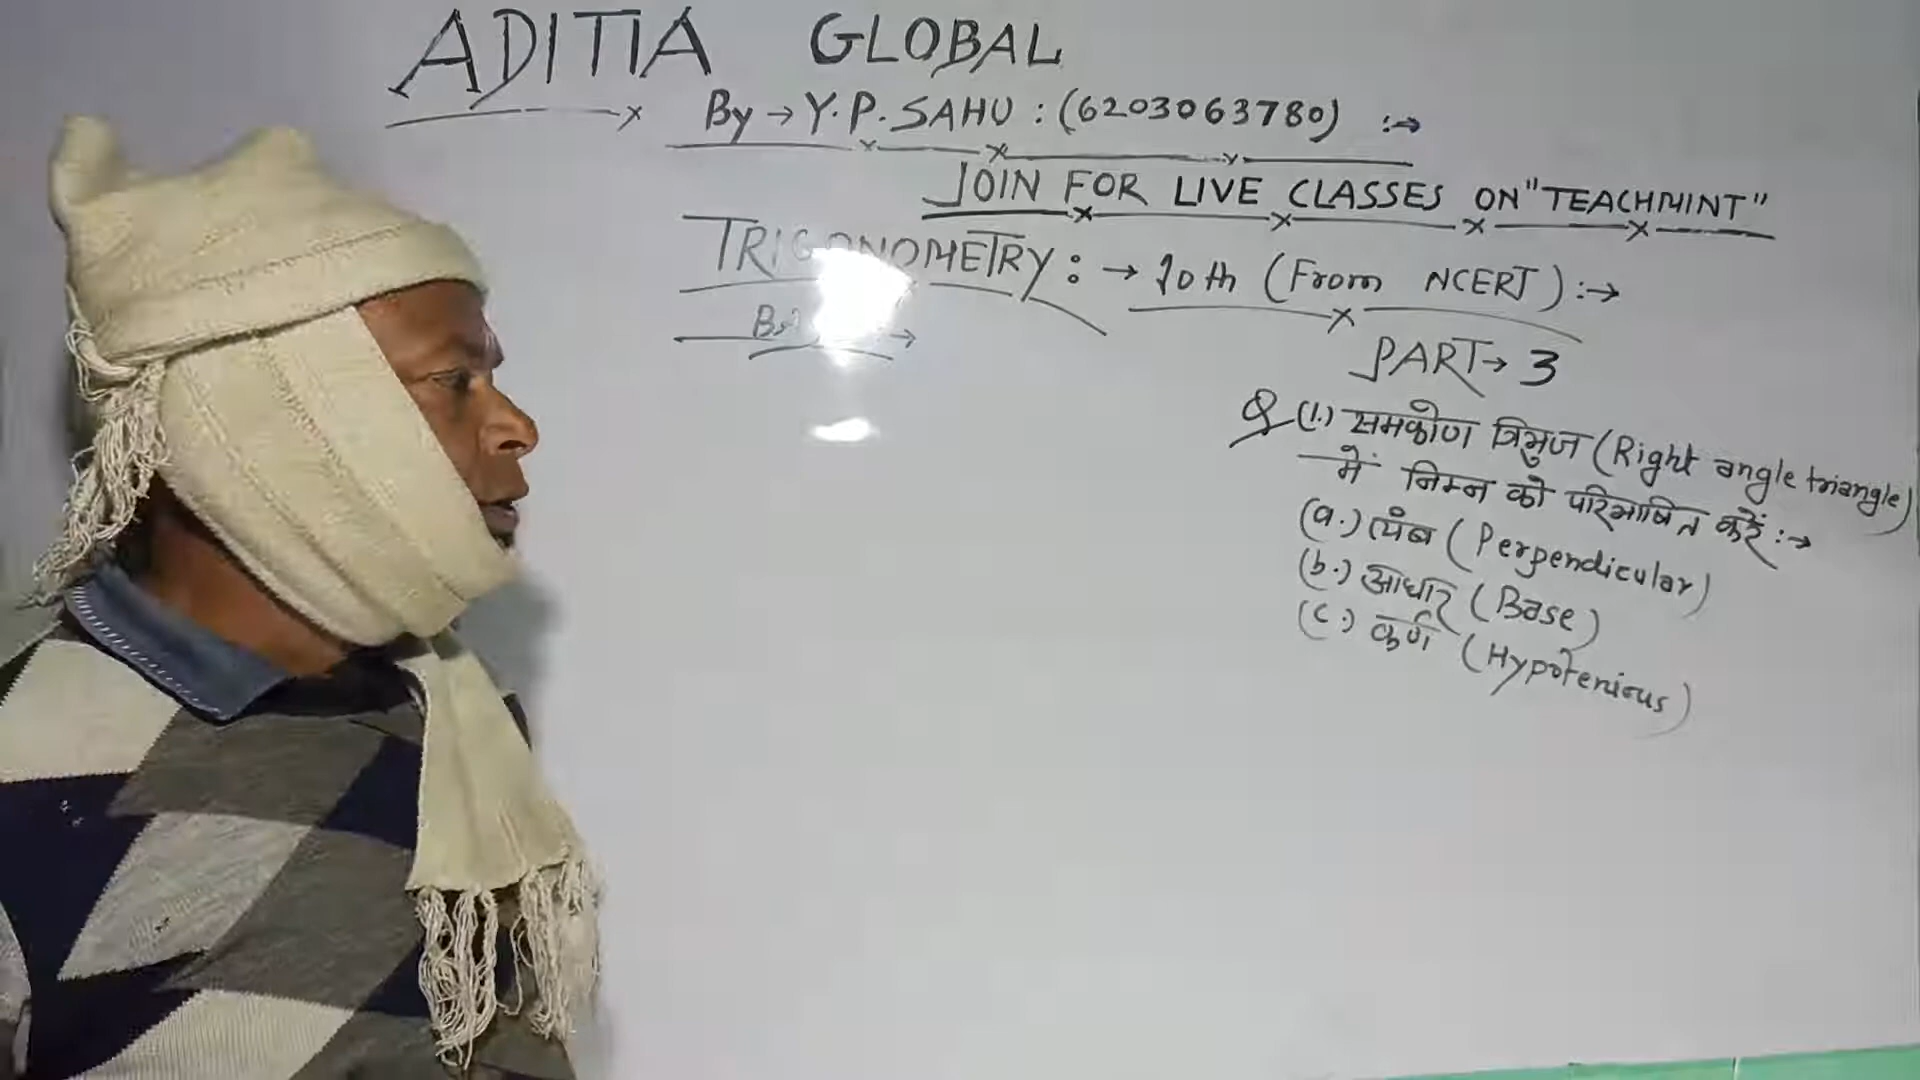 ADITIA GLOBAL
By → Y.P. SAHU : (6203063780) :→
JOIN FOR LIVE CLASSES ON "TEACHMINT"
TRIGONOMETRY : → 10th (From NCERT) :→
PART → 3
Q (1.) समकोण त्रिभुज (Right angle triangle)
में निम्न को परिभाषित करें :→
(a.) लंब (Perpendicular)
(b.) आधार (Base)
(c.) कर्ण (Hypotenious)